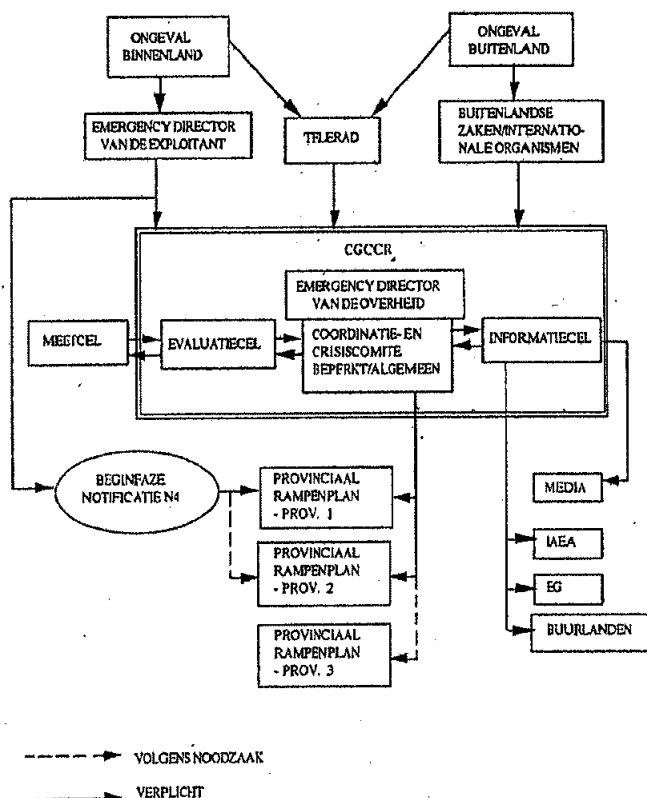 ONGEVAL
BINNENLAND
ONGEVAL
BUITENLAND
EMERGENCY DIRECTOR
VAN DE EXPLOITANT
TELERAD
BUITENLANDSE
ZAKEN/INTERNATIO-
NALE ORGANISMEN
CGCCR
EMERGENCY DIRECTOR
VAN DE OVERHEID
MEETCEL
EVALUATIECEL
COORDINATIE- EN
CRISISCOMITE
BEPERKT/ALGEMEEN
INFORMATIECEL
BEGINFAZE
NOTIFICATIE N4
PROVINCIAAL
RAMPENPLAN
- PROV. 1
PROVINCIAAL
RAMPENPLAN
- PROV. 2
PROVINCIAAL
RAMPENPLAN
- PROV. 3
MEDIA
IAEA
EG
BUURLANDEN
VOLGENS NOODZAAK
VERPLICHT